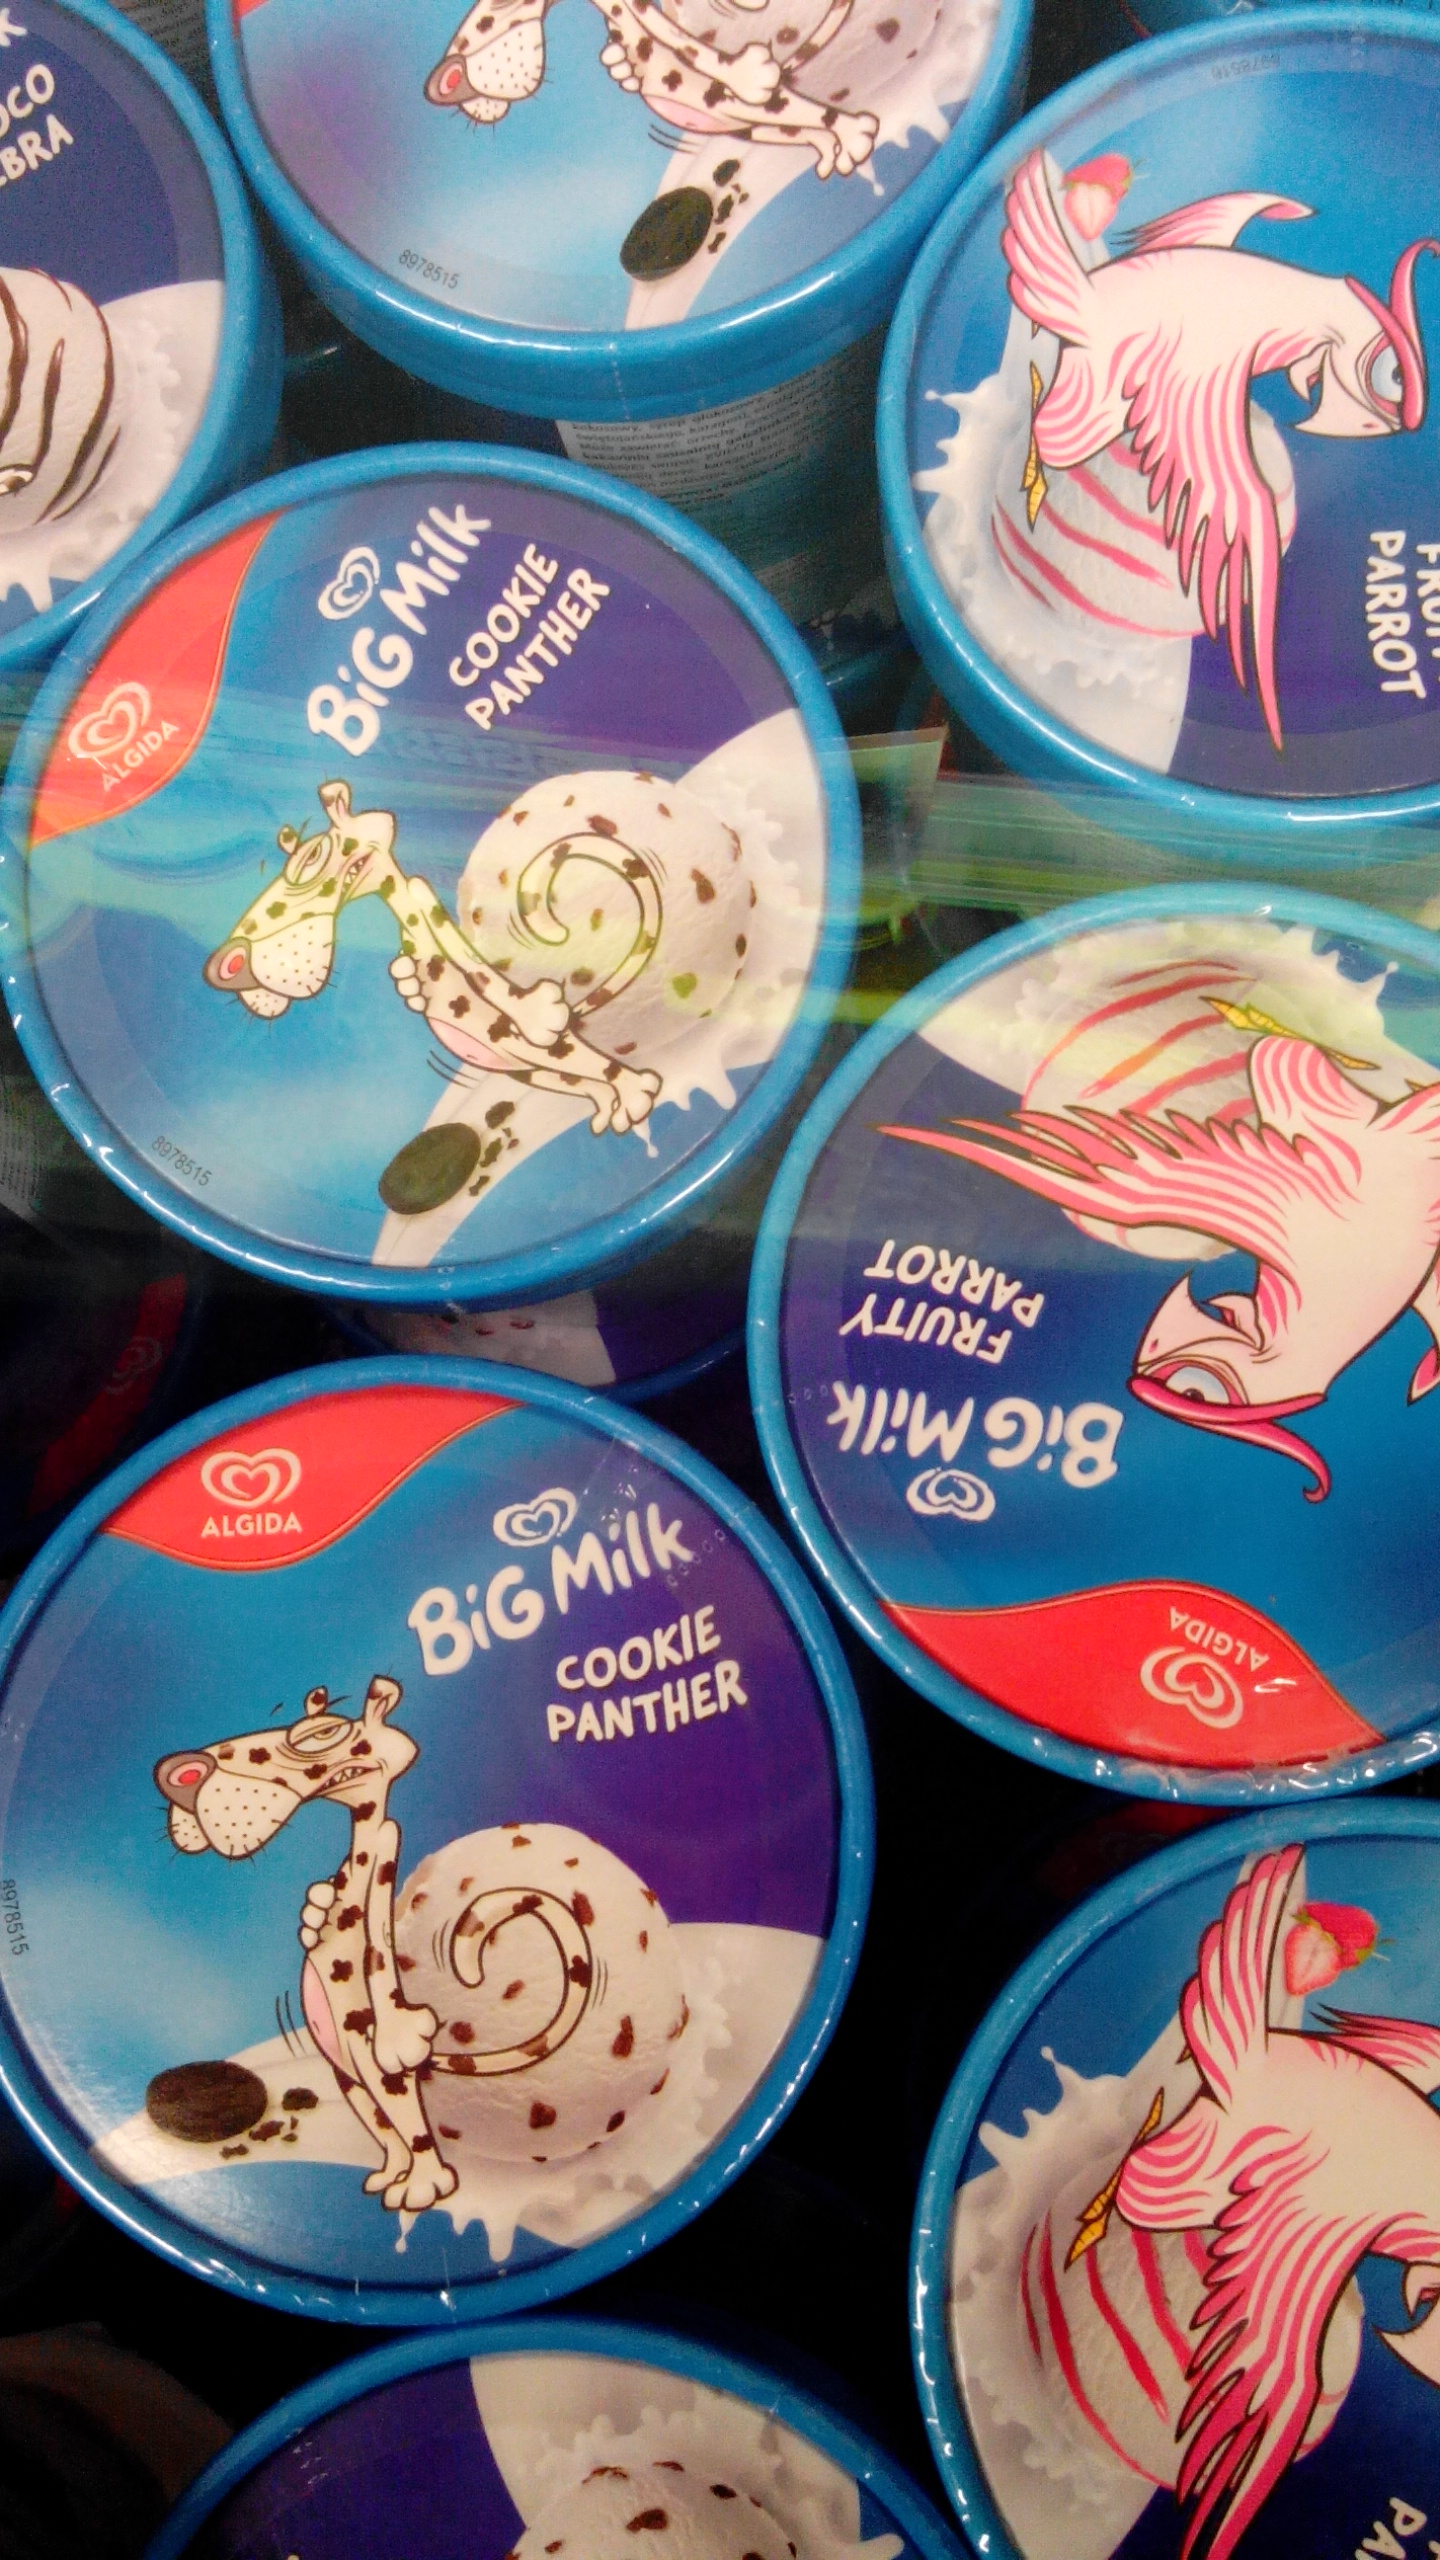 8978515
8978516
BiG Milk
COOKIE
PANTHER
ALGIDA
8978515
PARROT
BiG Milk
FRUITY
PARROT
ALGIDA
ALGIDA
BiG Milk
COOKIE
PANTHER
8978515